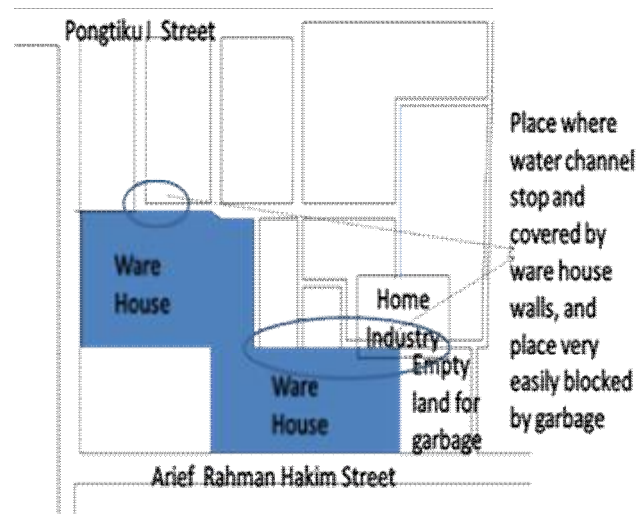 Pongtiku I Street
Place where
water channel
stop and
covered by
ware house
walls, and
place very
easily blocked
by garbage
Ware
House
Home
Industry
Ware
House
Empty
land for
garbage
Arief Rahman Hakim Street